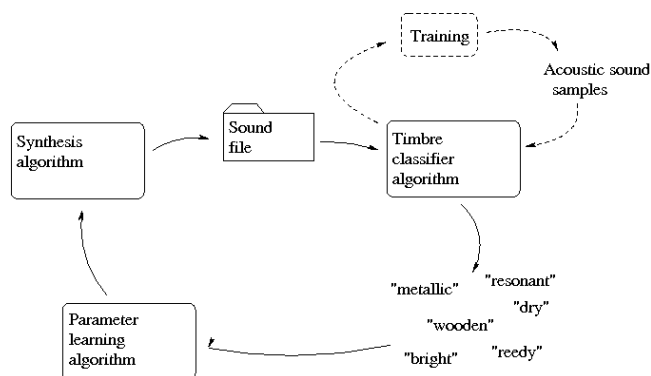 Training
Acoustic sound
samples
Synthesis
algorithm
Sound
file
Timbre
classifier
algorithm
"metallic"
"resonant"
"dry"
"wooden"
"bright"
"reedy"
Parameter
learning
algorithm